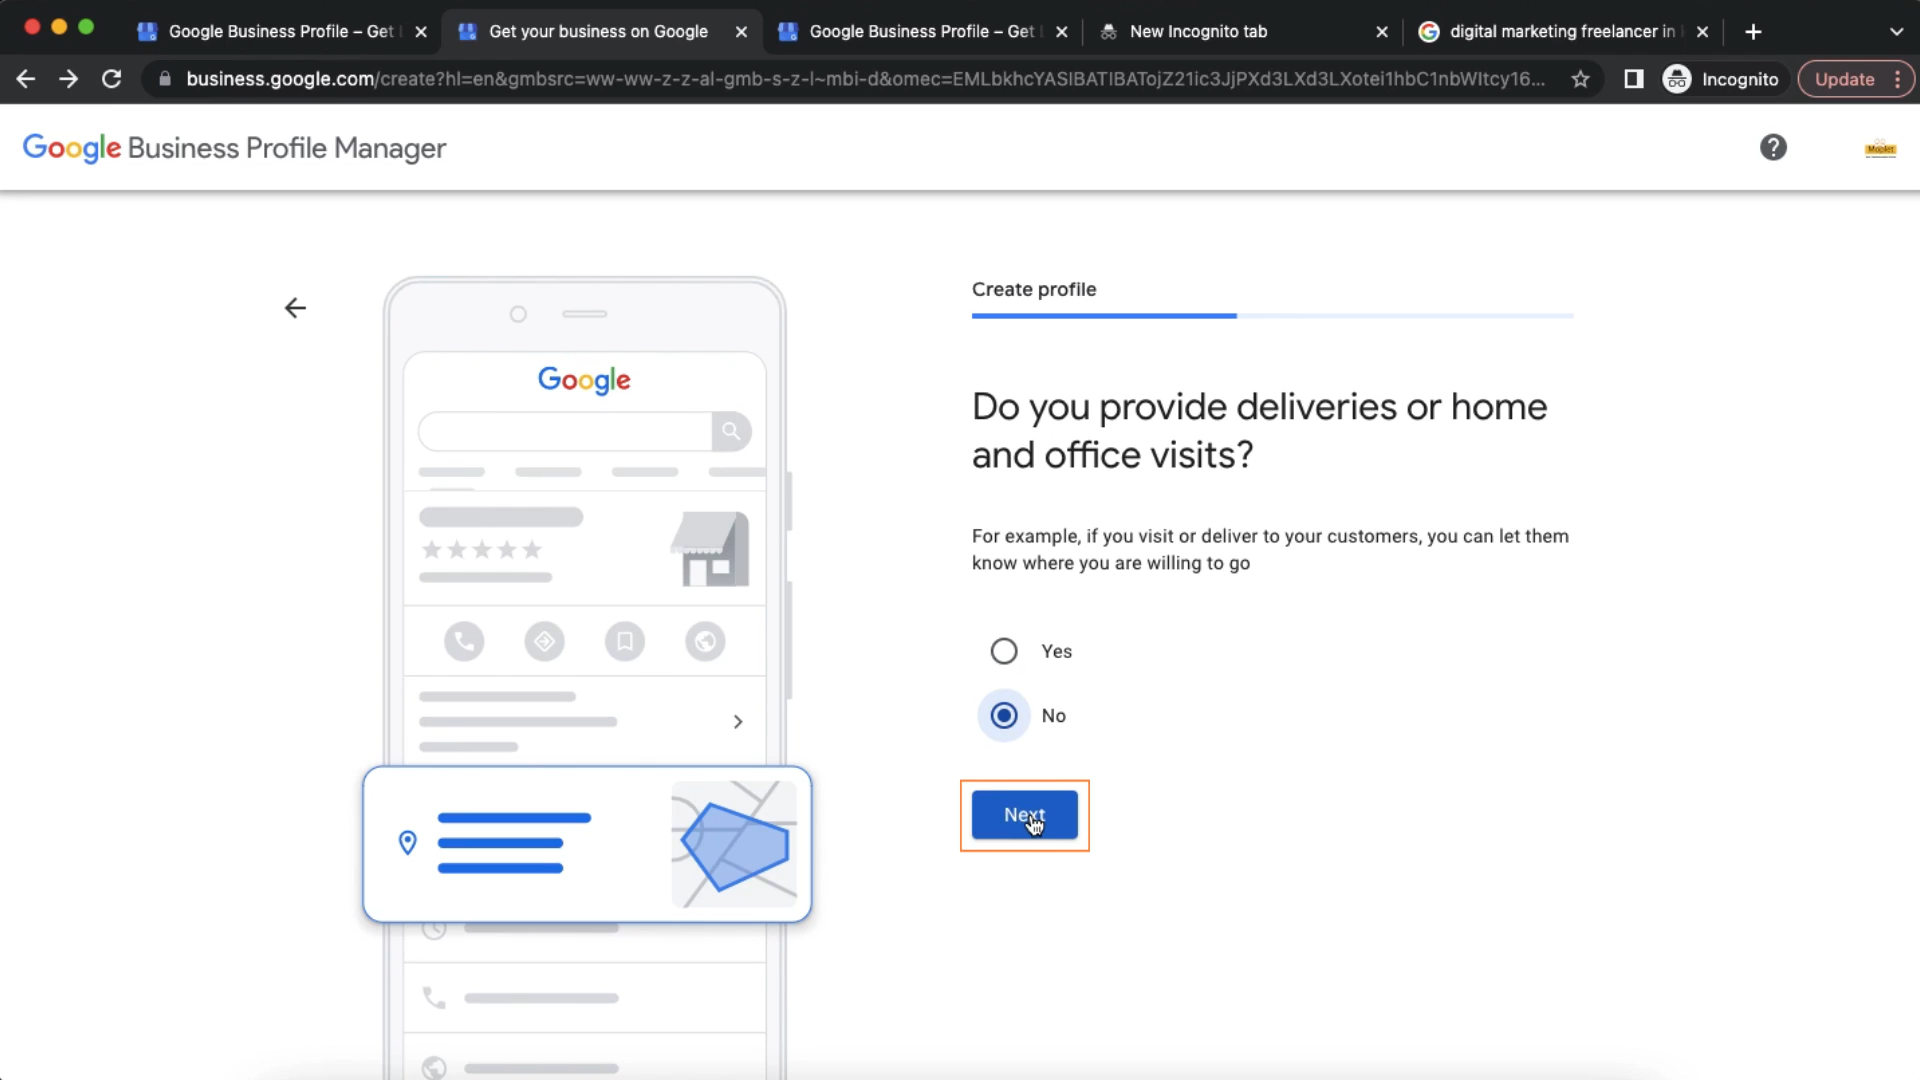 Google Business Profile – Get L
Get your business on Google
Google Business Profile – Get L
New Incognito tab
digital marketing freelancer in k
business.google.com/create?hl=en&gmbsrc=ww-ww-z-z-al-gmb-s-z-l~mbi-d&omec=EMLbkhcYASIBATIBATojZ21ic3JjPXd3LXd3LXotei1hbC1nbWItcy16...
Incognito
Update
Google Business Profile Manager
Create profile
Google
Do you provide deliveries or home
and office visits?
For example, if you visit or deliver to your customers, you can let them
know where you are willing to go
Yes
No
Next